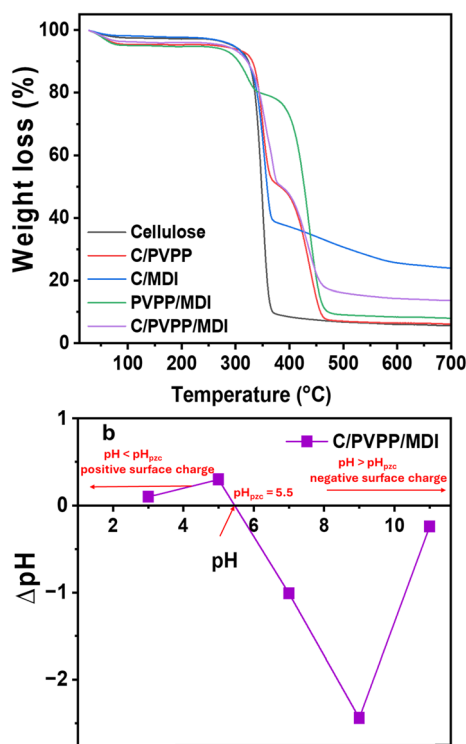 100
80
60
40
20
0
Weight loss (%)
Cellulose
C/PVPP
C/MDI
PVPP/MDI
C/PVPP/MDI
100 200 300 400 500 600 700
Temperature (°C)
b
C/PVPP/MDI
pH < pHpzc
positive surface charge
pH > pHpzc
negative surface charge
pHpzc = 5.5
1
0
−1
−2
ΔpH
2 4 6 8 10
pH